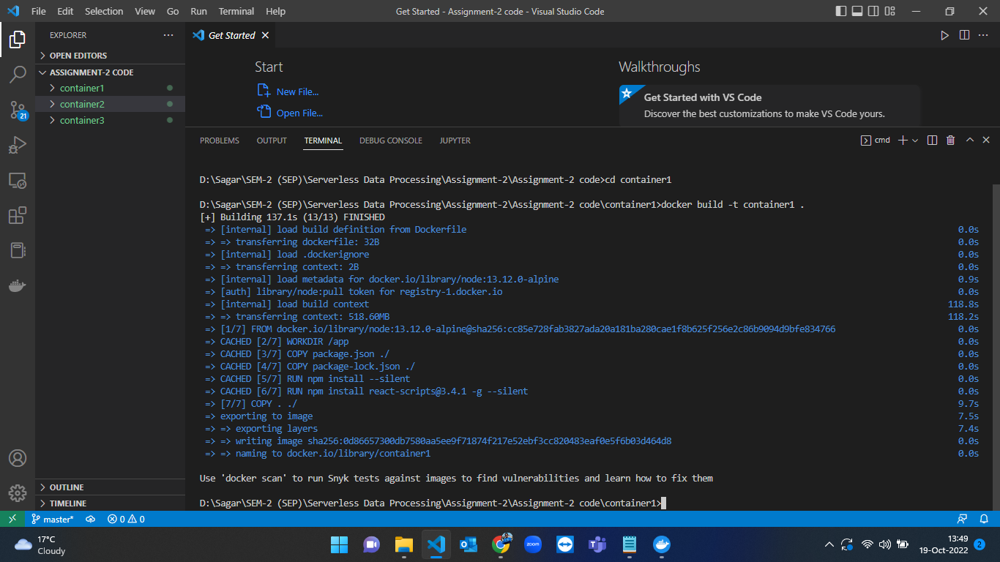 File Edit Selection View Go Run Terminal Help
Get Started - Assignment-2 code - Visual Studio Code
EXPLORER
Get Started
OPEN EDITORS
ASSIGNMENT-2 CODE
container1
container2
container3
21
Start
New File...
Open File...
Walkthroughs
Get Started with VS Code
Discover the best customizations to make VS Code yours.
PROBLEMS OUTPUT TERMINAL DEBUG CONSOLE JUPYTER
cmd
D:\Sagar\SEM-2 (SEP)\Serverless Data Processing\Assignment-2\Assignment-2 code>cd container1
D:\Sagar\SEM-2 (SEP)\Serverless Data Processing\Assignment-2\Assignment-2 code\container1>docker build -t container1 .
[+] Building 137.1s (13/13) FINISHED
=> [internal] load build definition from Dockerfile 0.0s
=> => transferring dockerfile: 32B 0.0s
=> [internal] load .dockerignore 0.0s
=> => transferring context: 2B 0.0s
=> [internal] load metadata for docker.io/library/node:13.12.0-alpine 0.9s
=> [auth] library/node:pull token for registry-1.docker.io 0.0s
=> [internal] load build context 118.8s
=> => transferring context: 518.60MB 118.2s
=> [1/7] FROM docker.io/library/node:13.12.0-alpine@sha256:cc85e728fab3827ada20a181ba280cae1f8b625f256e2c86b9094d9bfe834766 0.0s
=> CACHED [2/7] WORKDIR /app 0.0s
=> CACHED [3/7] COPY package.json ./ 0.0s
=> CACHED [4/7] COPY package-lock.json ./ 0.0s
=> CACHED [5/7] RUN npm install --silent 0.0s
=> CACHED [6/7] RUN npm install react-scripts@3.4.1 -g --silent 0.0s
=> [7/7] COPY . ./ 9.7s
=> exporting to image 7.5s
=> => exporting layers 7.4s
=> => writing image sha256:0d86657300db7580aa5ee9f71874f217e52ebf3cc820483eaf0e5f6b03d464d8 0.0s
=> => naming to docker.io/library/container1 0.0s
Use 'docker scan' to run Snyk tests against images to find vulnerabilities and learn how to fix them
D:\Sagar\SEM-2 (SEP)\Serverless Data Processing\Assignment-2\Assignment-2 code\container1>
OUTLINE
TIMELINE
master* 0 0
17°C
Cloudy
zoom
13:49
19-Oct-2022
2